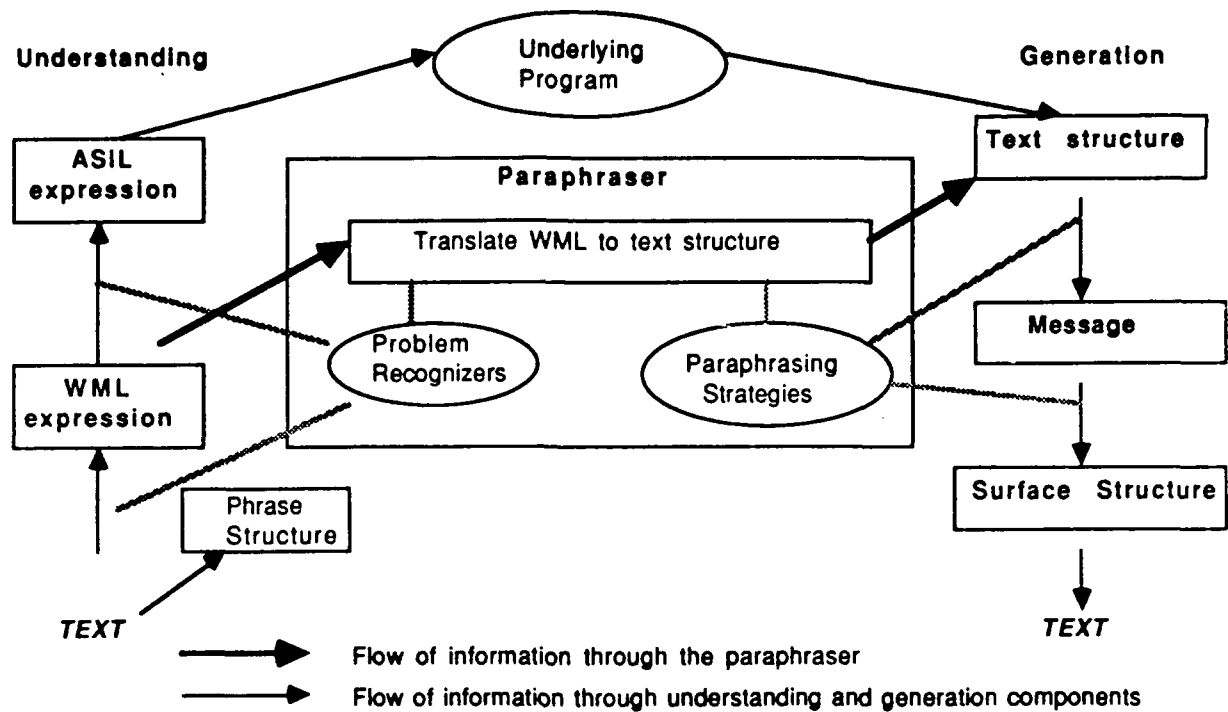 Understanding
Underlying
Program
Generation
ASIL
expression
Text structure
Paraphraser
Translate WML to text structure
Problem
Recognizers
Paraphrasing
Strategies
Message
WML
expression
Phrase
Structure
Surface Structure
TEXT
TEXT
Flow of information through the paraphraser
Flow of information through understanding and generation components